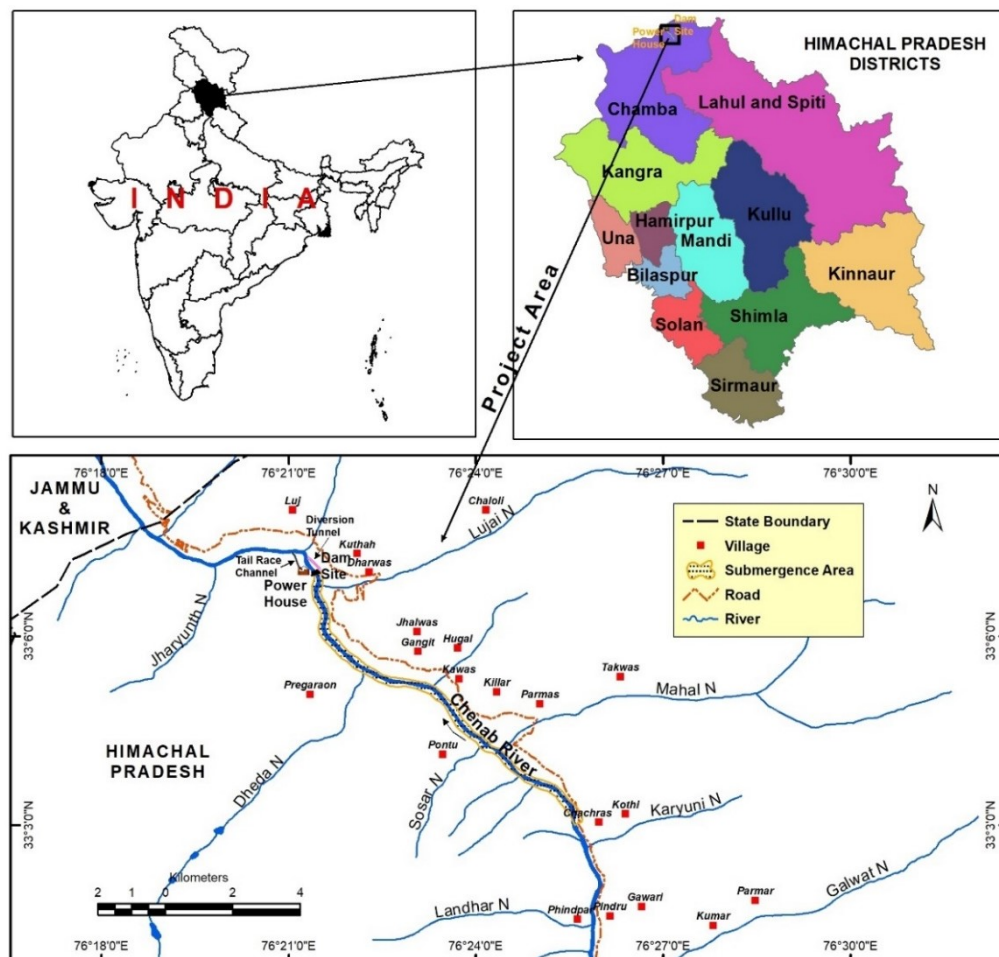 I N D I A
Dam
Site
Power
House
HIMACHAL PRADESH
DISTRICTS
Chamba
Lahul and Spiti
Kangra
Hamirpur
Mandi
Kullu
Una
Bilaspur
Kinnaur
Solan
Shimla
Sirmaur
Project Area
76°18'0"E
76°21'0"E
76°24'0"E
76°27'0"E
76°30'0"E
JAMMU
&
KASHMIR
Luj
Diversion
Tunnel
Chaloli
Lujai N
Kuthah
Dharwas
Tail Race
Channel
Dam
Site
Power
House
N
State Boundary
Village
Submergence Area
Road
River
33°6'0"N
33°6'0"N
Jharyunth N
Jhalwas
Gangit
Hugal
Kawas
Killar
Parmas
Takwas
Mahal N
Pregaraon
Chenab River
Pontu
HIMACHAL
PRADESH
Dheda N
Sosar N
33°3'0"N
33°3'0"N
Chachras
Kothi
Karyuni N
Kilometers
2 1 0 2 4
Landhar N
Phindpar
Pindru
Gawari
Parmar
Kumar
Galwat N
76°18'0"E
76°21'0"E
76°24'0"E
76°27'0"E
76°30'0"E